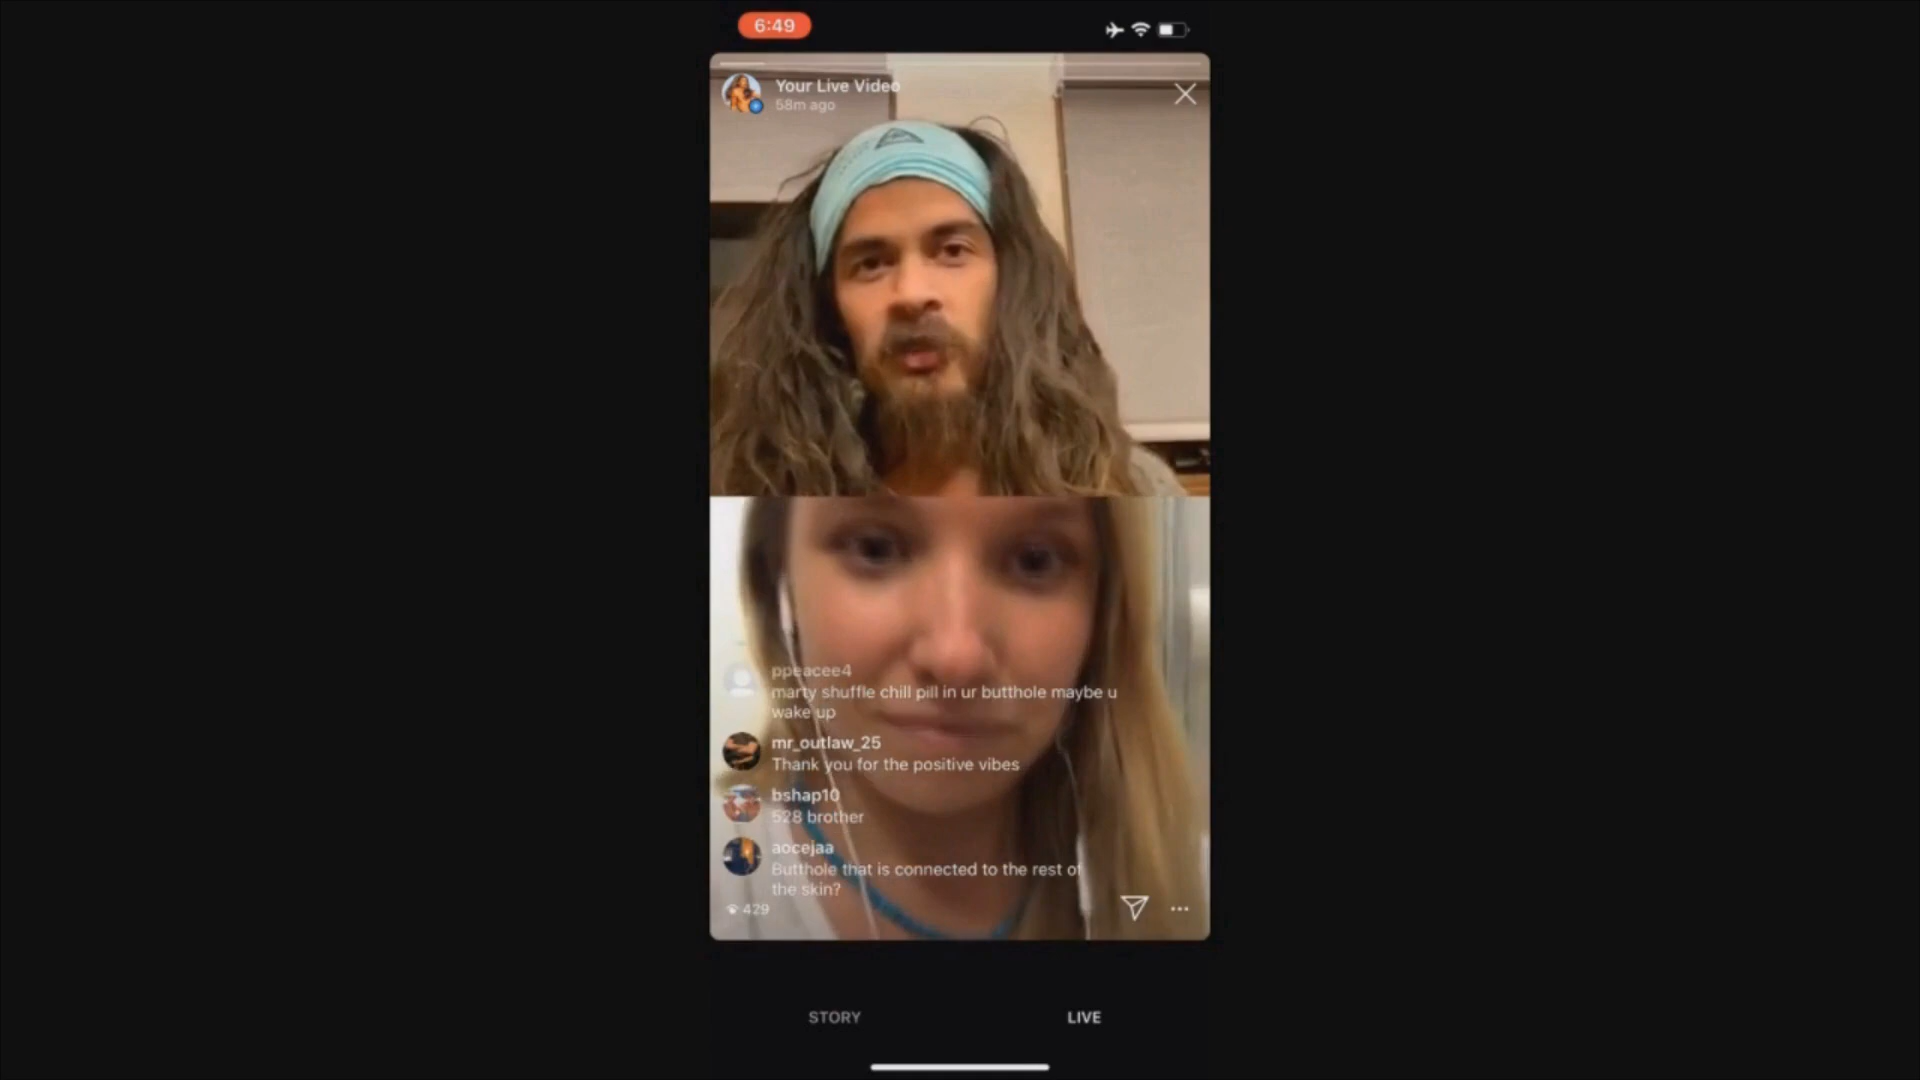 6:49
Your Live Video
58m ago
ppeacee4
marty shuffle chill pill in ur butthole maybe u
wake up
mr_outlaw_25
Thank you for the positive vibes
bshap10
528 brother
aocejaa
Butthole that is connected to the rest of
the skin?
429
STORY
LIVE